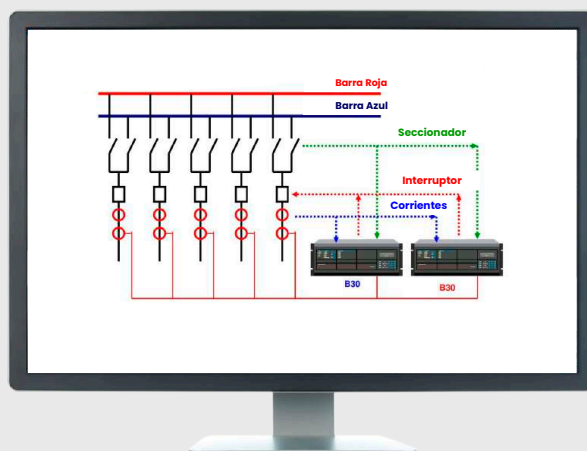 Barra Roja
Barra Azul
Seccionador
Interruptor
Corrientes
B30
B30